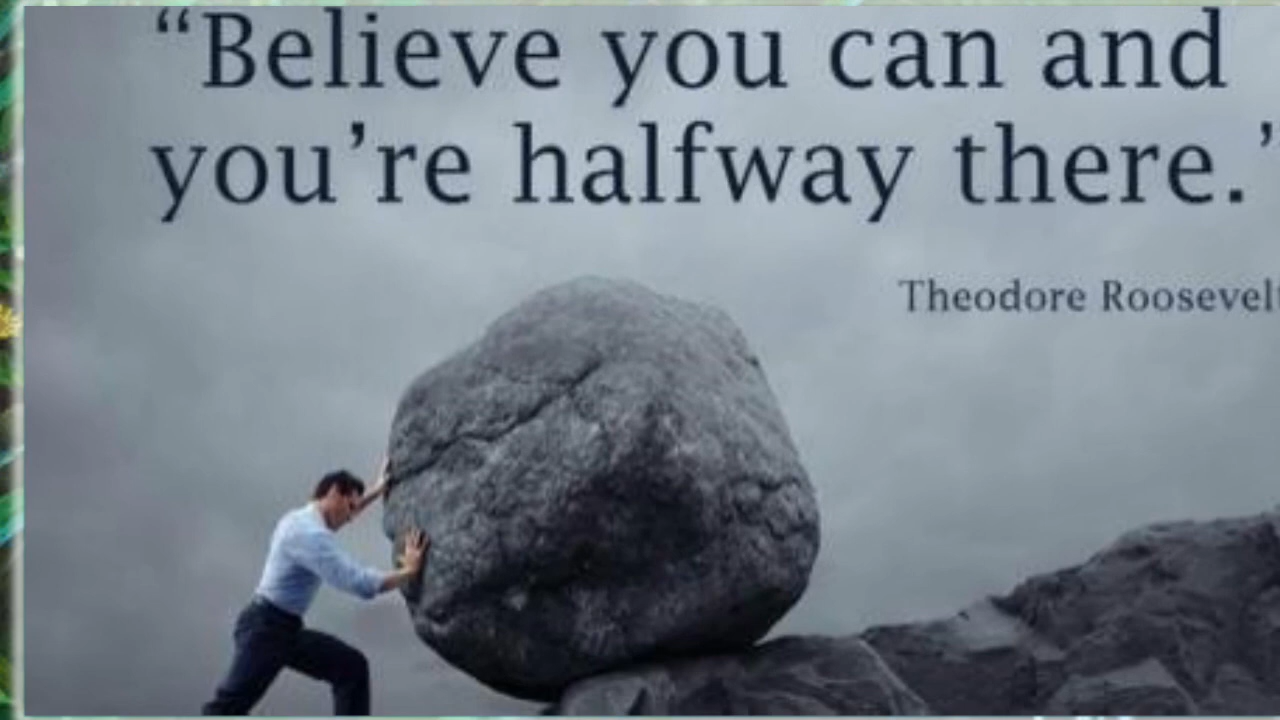 “Believe you can and
you’re halfway there.”
Theodore Roosevelt